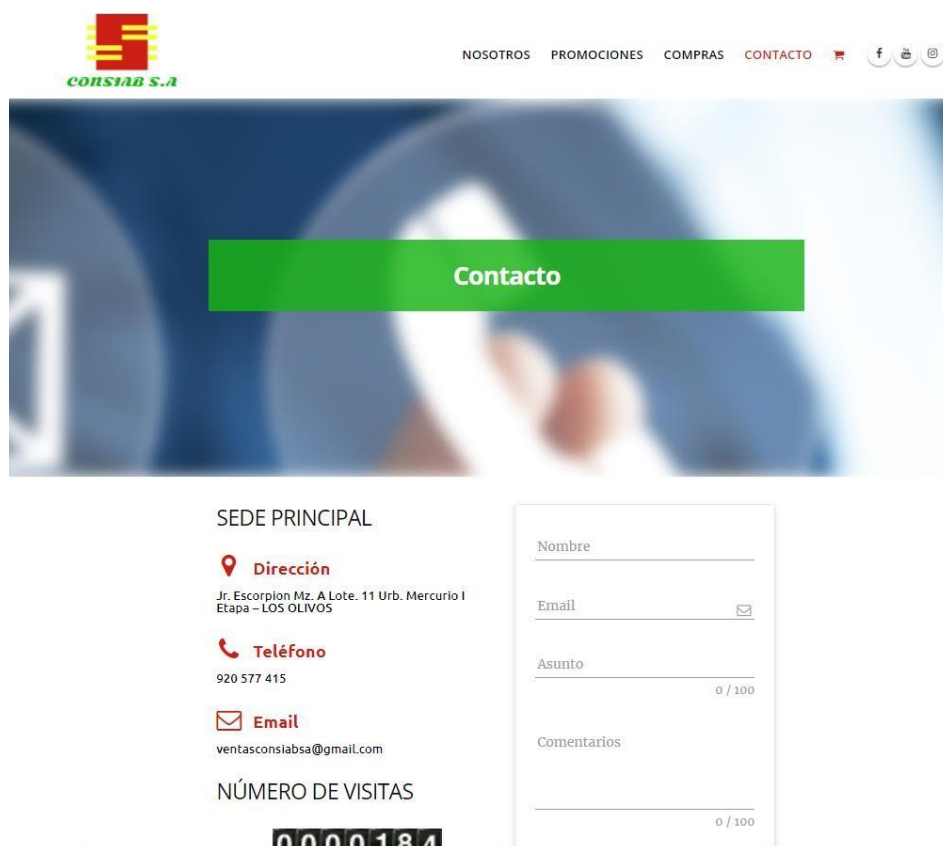 CONSIAB S.A
NOSOTROS PROMOCIONES COMPRAS CONTACTO
Contacto
SEDE PRINCIPAL
Dirección
Jr. Escorpion Mz. A Lote. 11 Urb. Mercurio I
Etapa – LOS OLIVOS
Teléfono
920 577 415
Email
ventasconsiabsa@gmail.com
NÚMERO DE VISITAS
0000184
Nombre
Email
Asunto
0 / 100
Comentarios
0 / 100